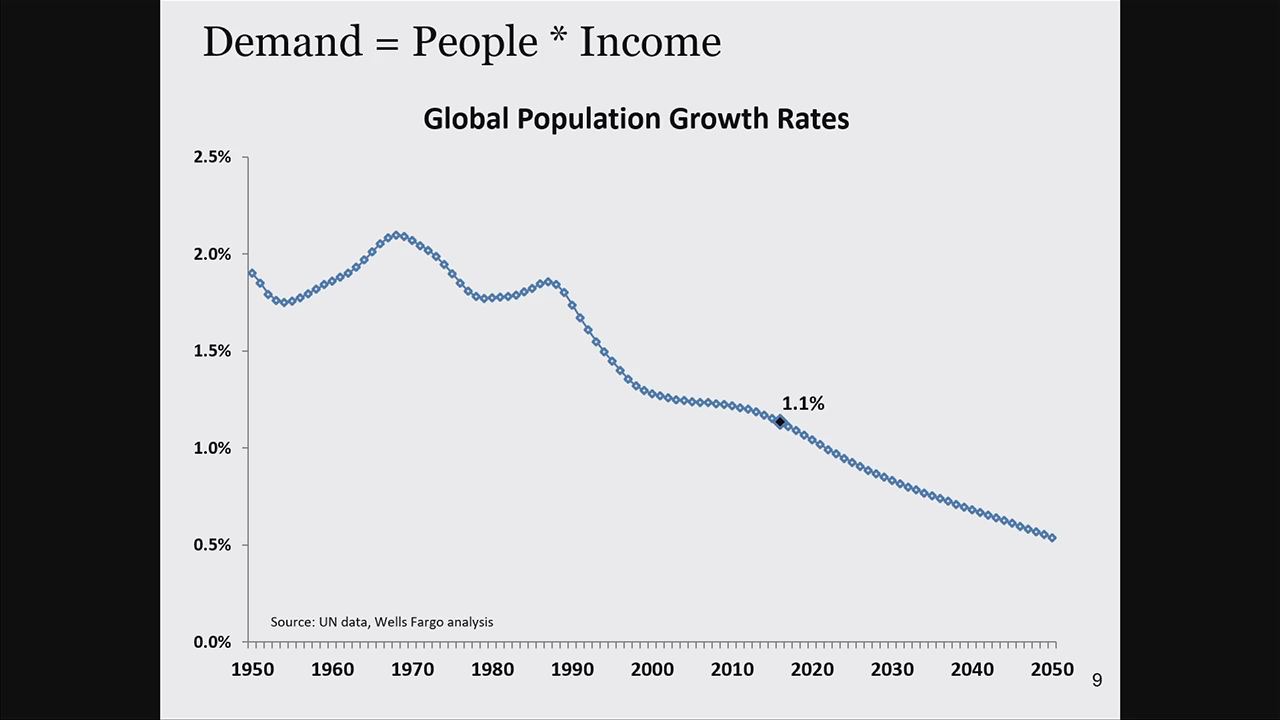 Demand = People * Income
Global Population Growth Rates
2.5%
2.0%
1.5%
1.1%
1.0%
0.5%
Source: UN data, Wells Fargo analysis
0.0%
1950 1960 1970 1980 1990 2000 2010 2020 2030 2040 2050
9